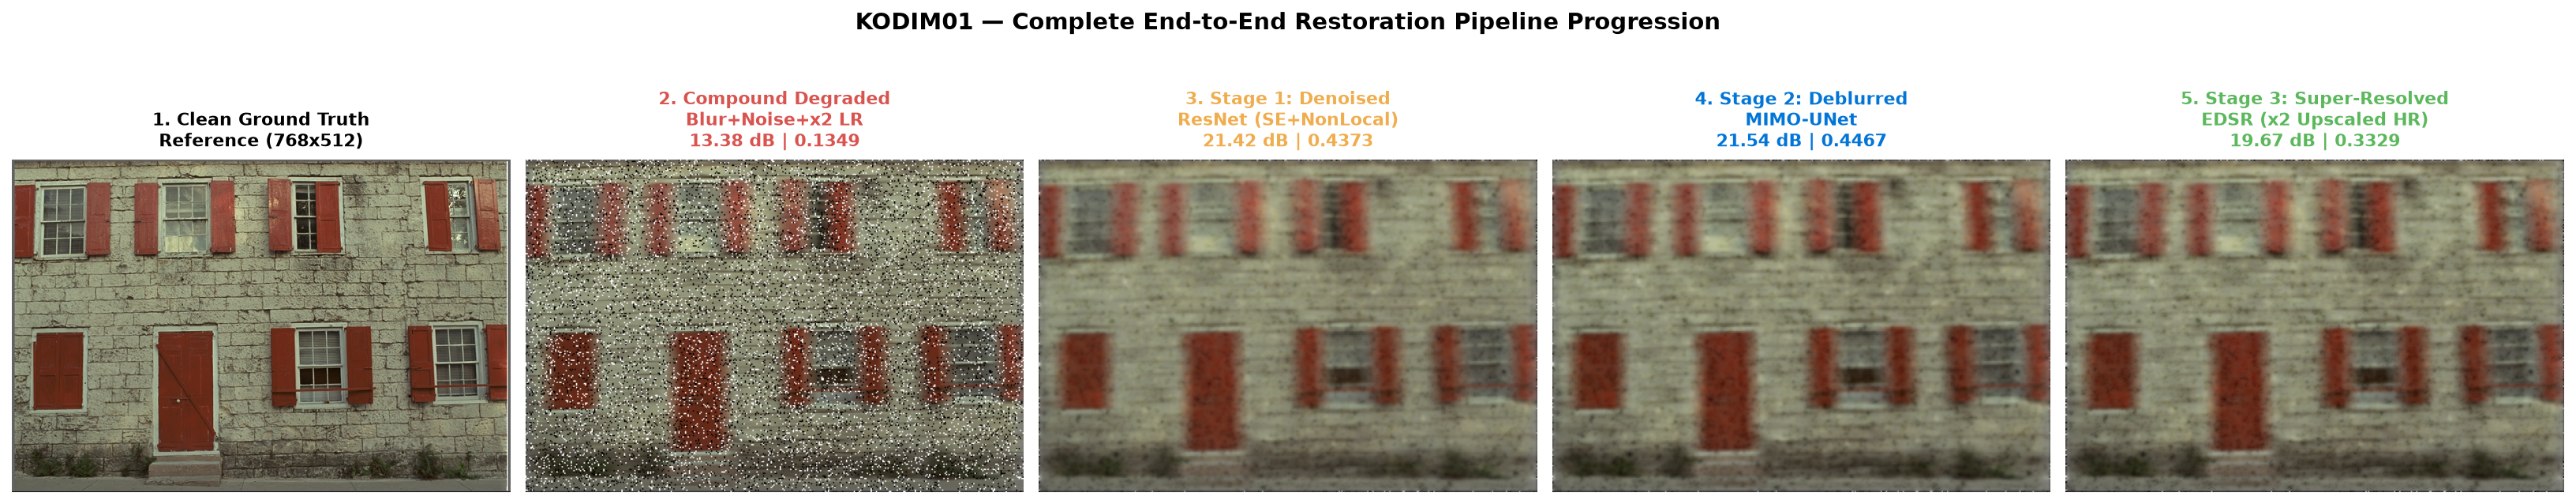 KODIM01 — Complete End-to-End Restoration Pipeline Progression
1. Clean Ground Truth
Reference (768x512)
2. Compound Degraded
Blur+Noise+x2 LR
13.38 dB | 0.1349
3. Stage 1: Denoised
ResNet (SE+NonLocal)
21.42 dB | 0.4373
4. Stage 2: Deblurred
MIMO-UNet
21.54 dB | 0.4467
5. Stage 3: Super-Resolved
EDSR (x2 Upscaled HR)
19.67 dB | 0.3329